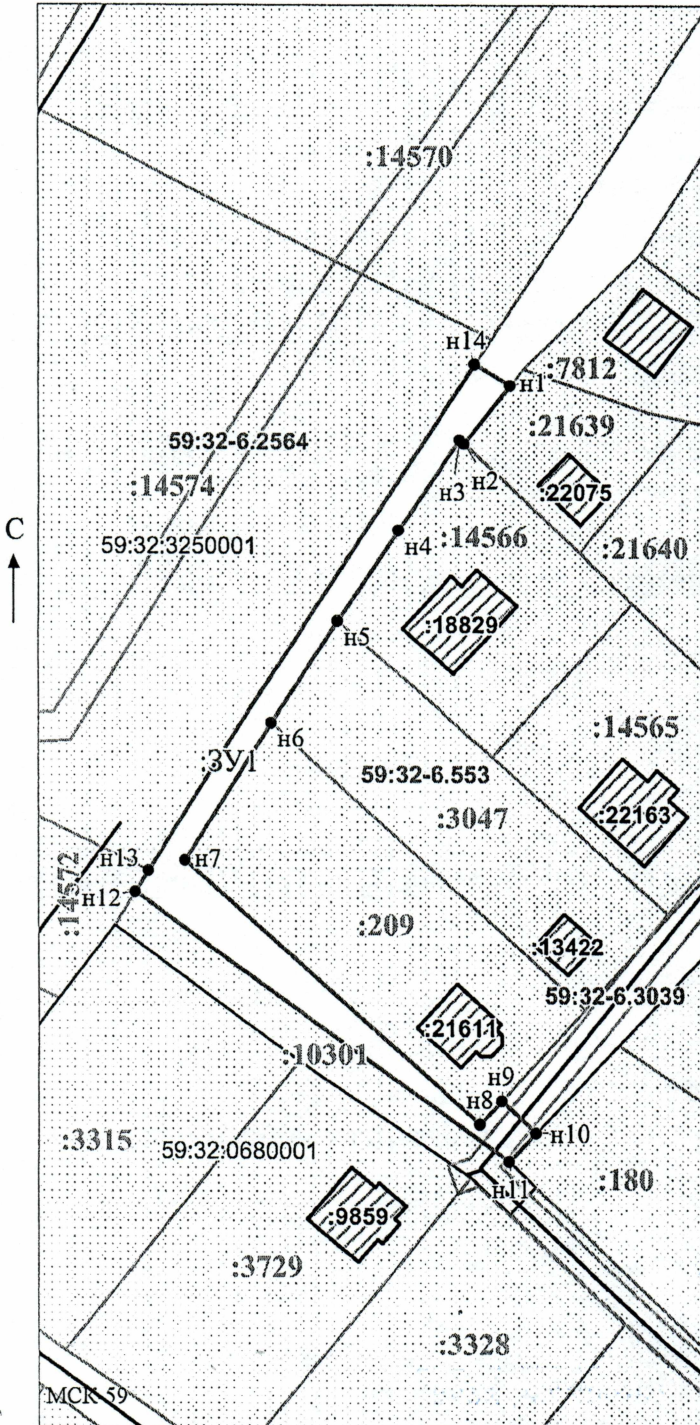 :14570
н14
:7812
н1
:21639
59:32-6.2564
н3
н2
:22075
:14574
н4
:14566
59:32:3250001
:21640
С
:18829
н5
:14565
н6
:ЗУ1
59:32-6.553
:3047
:22163
н13
н7
:14572
н12
:209
:13422
59:32-6.3039
:21611
:10301
н9
н8
н10
:3315
59:32:0680001
н11
:180
:9859
:3729
:3328
МСК-59